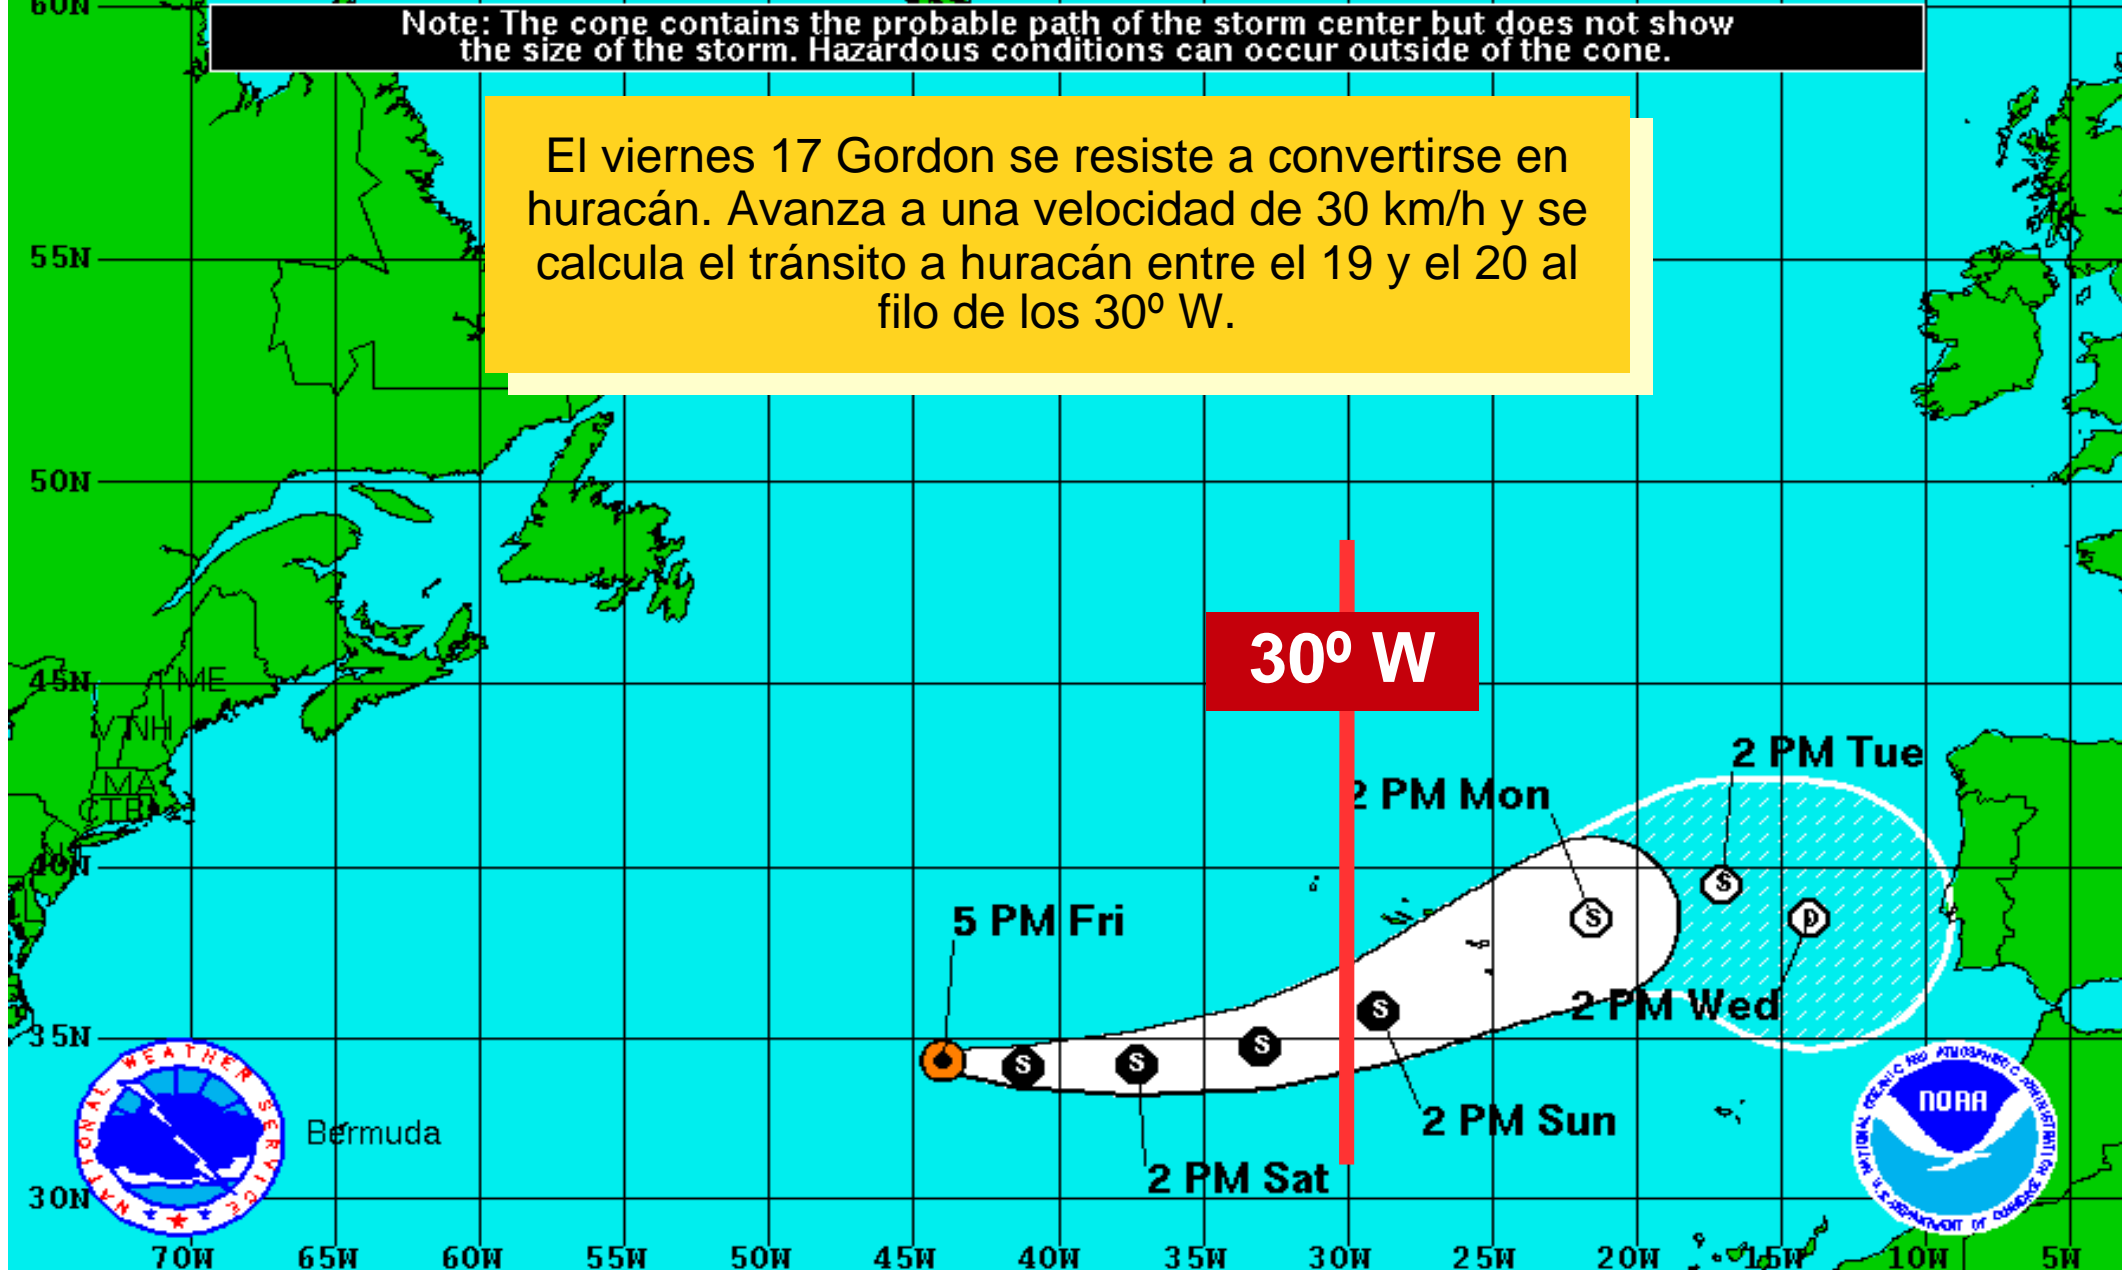 60N
Note: The cone contains the probable path of the storm center but does not show
the size of the storm. Hazardous conditions can occur outside of the cone.
El viernes 17 Gordon se resiste a convertirse en
huracán. Avanza a una velocidad de 30 km/h y se
calcula el tránsito a huracán entre el 19 y el 20 al
filo de los 30º W.
55N
50N
30º W
45N
ME
VT NH
MA
2 PM Tue
2 PM Mon
40N
S
S
5 PM Fri
D
2 PM Wed
S
35N
S
S
S
2 PM Sun
Bermuda
2 PM Sat
NATIONAL WEATHER SERVICE
NOAA
30N
70W 65W 60W 55W 50W 45W 40W 35W 30W 25W 20W 15W 10W 5W